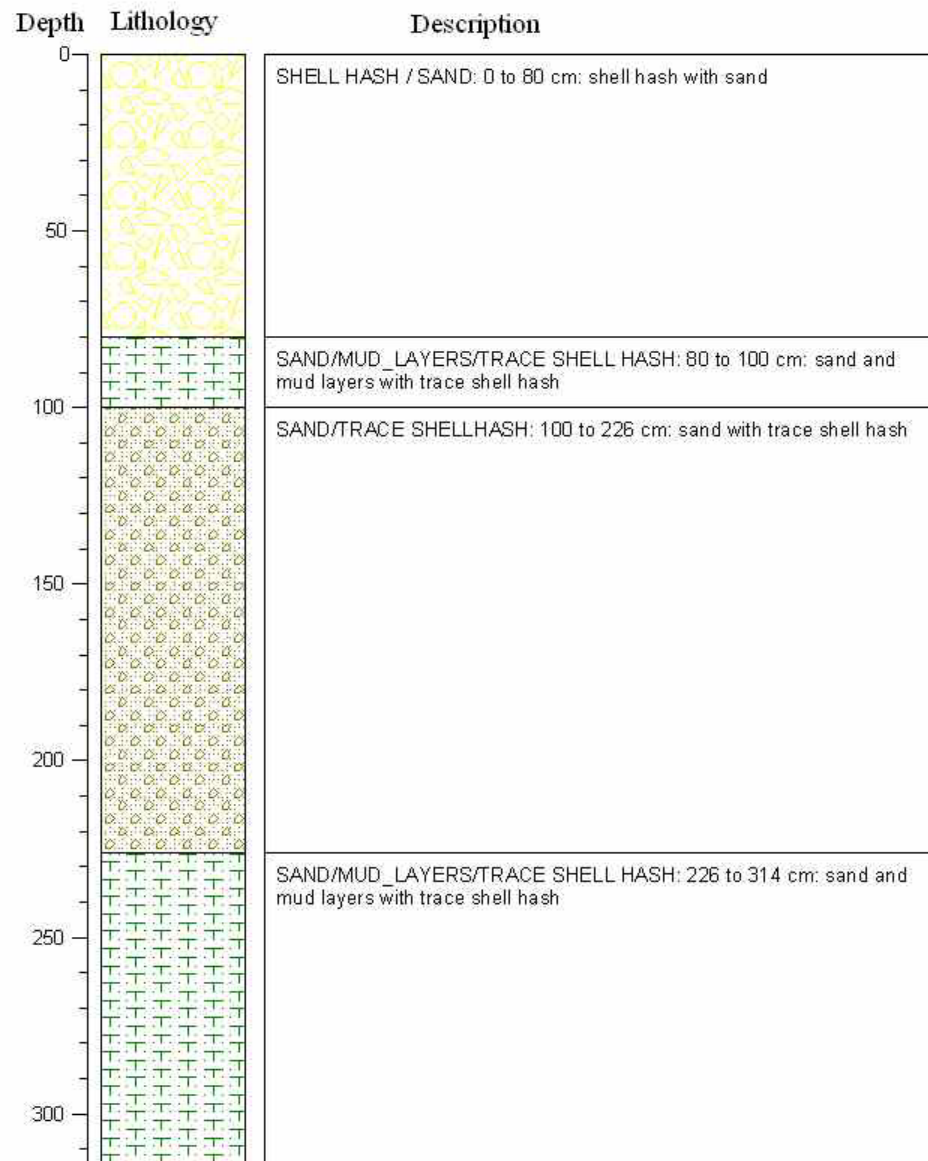 Depth Lithology Description
0
SHELL HASH / SAND: 0 to 80 cm: shell hash with sand
50
SAND/MUD_LAYERS/TRACE SHELL HASH: 80 to 100 cm: sand and
mud layers with trace shell hash
100
SAND/TRACE SHELLHASH: 100 to 226 cm: sand with trace shell hash
150
200
SAND/MUD_LAYERS/TRACE SHELL HASH: 226 to 314 cm: sand and
mud layers with trace shell hash
250
300